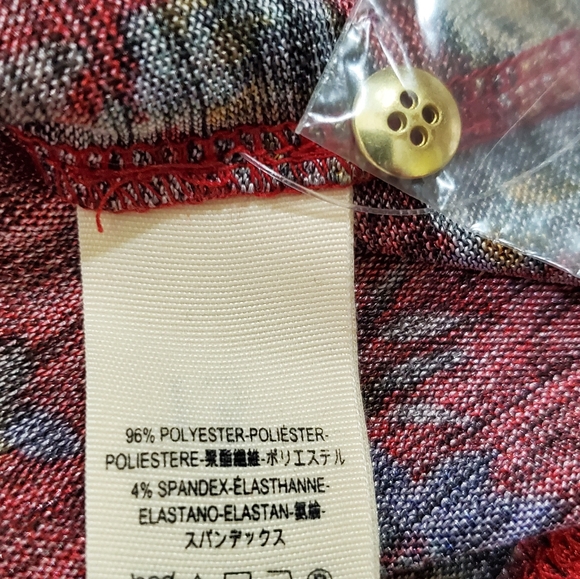 96% POLYESTER-POLIÉSTER-
POLIESTERE-聚酯纖維-ポリエステル
4% SPANDEX-ÉLASTHANNE-
ELASTANO-ELASTAN-氨綸-
スパンデックス